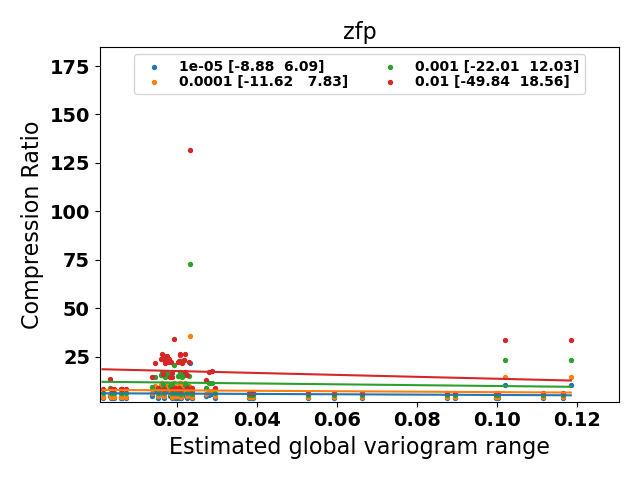 zfp
1e-05 [-8.88 6.09]
0.0001 [-11.62 7.83]
0.001 [-22.01 12.03]
0.01 [-49.84 18.56]
Compression Ratio
175
150
125
100
75
50
25
0.02 0.04 0.06 0.08 0.10 0.12
Estimated global variogram range